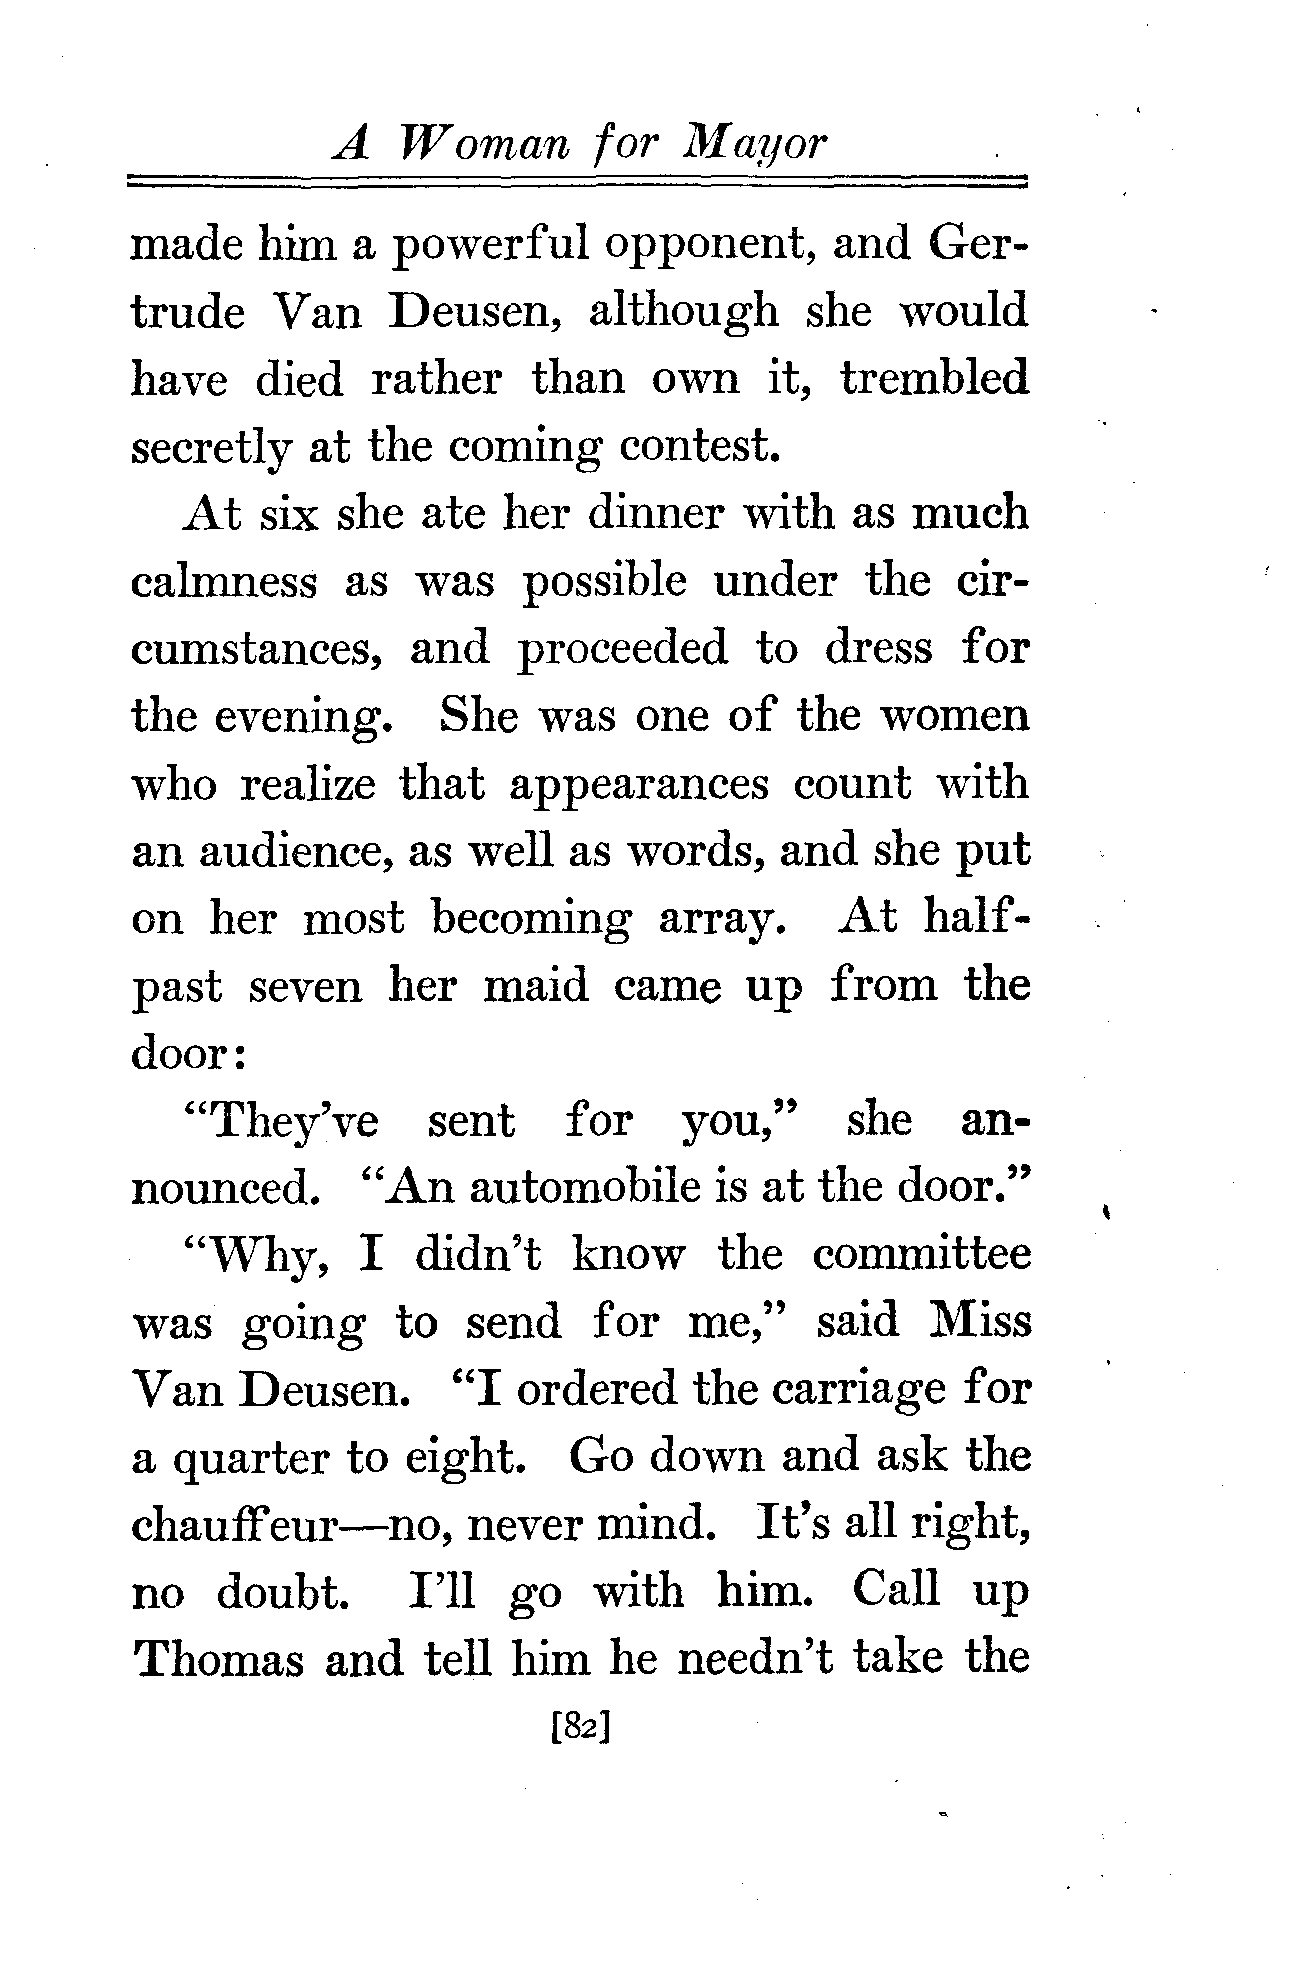 A Woman for Mayor
made him a powerful opponent, and Ger-
trude Van Deusen, although she would
have died rather than own it, trembled
secretly at the coming contest.
At six she ate her dinner with as much
calmness as was possible under the cir-
cumstances, and proceeded to dress for
the evening. She was one of the women
who realize that appearances count with
an audience, as well as words, and she put
on her most becoming array. At half-
past seven her maid came up from the
door:
“They’ve sent for you,” she an-
nounced. “An automobile is at the door.”
“Why, I didn’t know the committee
was going to send for me,” said Miss
Van Deusen. “I ordered the carriage for
a quarter to eight. Go down and ask the
chauffeur—no, never mind. It’s all right,
no doubt. I’ll go with him. Call up
Thomas and tell him he needn’t take the
[82]